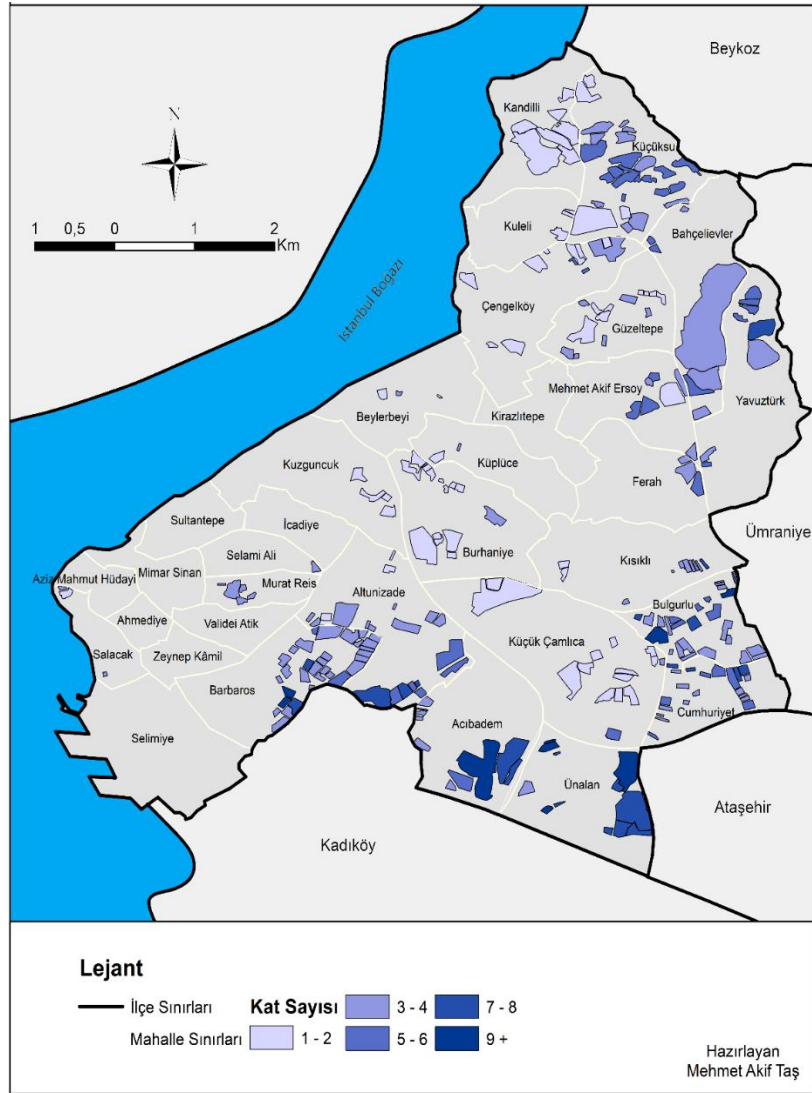 Beykoz
N
Kandilli
Küçüksu
1 0,5 0 1 2
Km
Kuleli
Bahçelievler
İstanbul Boğazı
Çengelköy
Güzeltepe
Mehmet Akif Ersoy
Yavuztürk
Beylerbeyi
Kirazlıtepe
Kuzguncuk
Küplüce
Ferah
Sultantepe
İcadiye
Ümraniye
Selami Ali
Burhaniye
Kısıklı
Aziz Mahmut Hüdayi
Mimar Sinan
Murat Reis
Altunizade
Bulgurlu
Ahmediye
Validei Atik
Küçük Çamlıca
Salacak
Zeynep Kâmil
Barbaros
Cumhuriyet
Acıbadem
Selimiye
Ünalan
Ataşehir
Kadıköy
Lejant
İlçe Sınırları
Kat Sayısı
3 - 4
7 - 8
Mahalle Sınırları
1 - 2
5 - 6
9 +
Hazırlayan
Mehmet Akif Taş